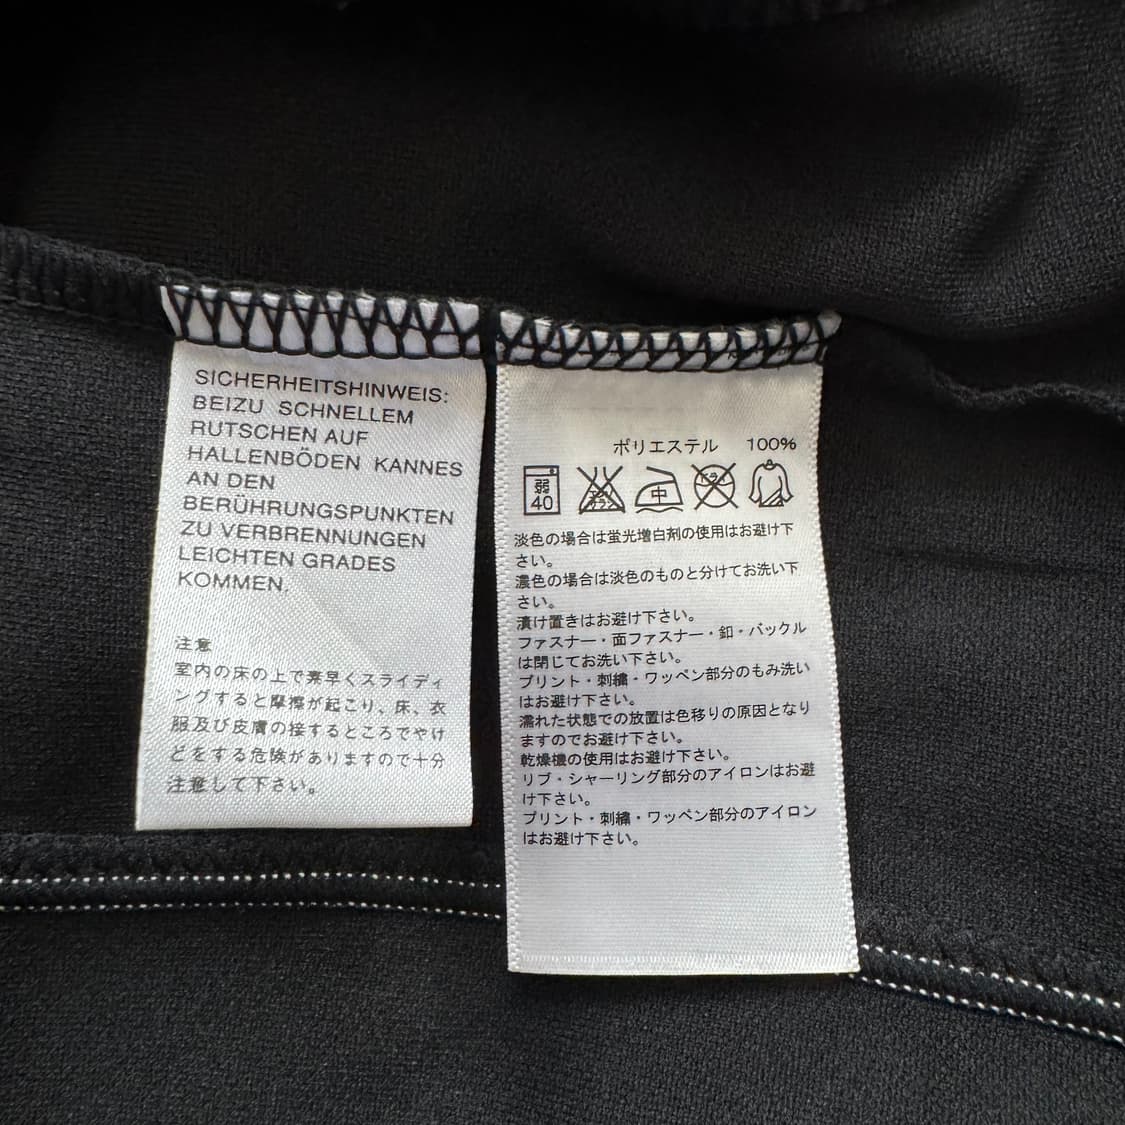 SICHERHEITSHINWEIS:
BEIZU SCHNELLEM
RUTSCHEN AUF
HALLENBÖDEN KANNES
AN DEN
BERÜHRUNGSPUNKTEN
ZU VERBRENNUNGEN
LEICHTEN GRADES
KOMMEN.
注意
室内の床の上で素早くスライディ
ングすると摩擦が起こり、床、衣
服及び皮膚の接するところでやけ
どをする危険がありますので十分
注意して下さい。
ポリエステル 100%
弱
40
エンソ
サラシ
中
ドライ
淡色の場合は蛍光増白剤の使用はお避け下
さい。
濃色の場合は淡色のものと分けてお洗い下
さい。
漬け置きはお避け下さい。
ファスナー・面ファスナー・釦・バックル
は閉じてお洗い下さい。
プリント・刺繍・ワッペン部分のもみ洗い
はお避け下さい。
濡れた状態での放置は色移りの原因となり
ますのでお避け下さい。
乾燥機の使用はお避け下さい。
リブ・シャーリング部分のアイロンはお避
け下さい。
プリント・刺繍・ワッペン部分のアイロン
はお避け下さい。